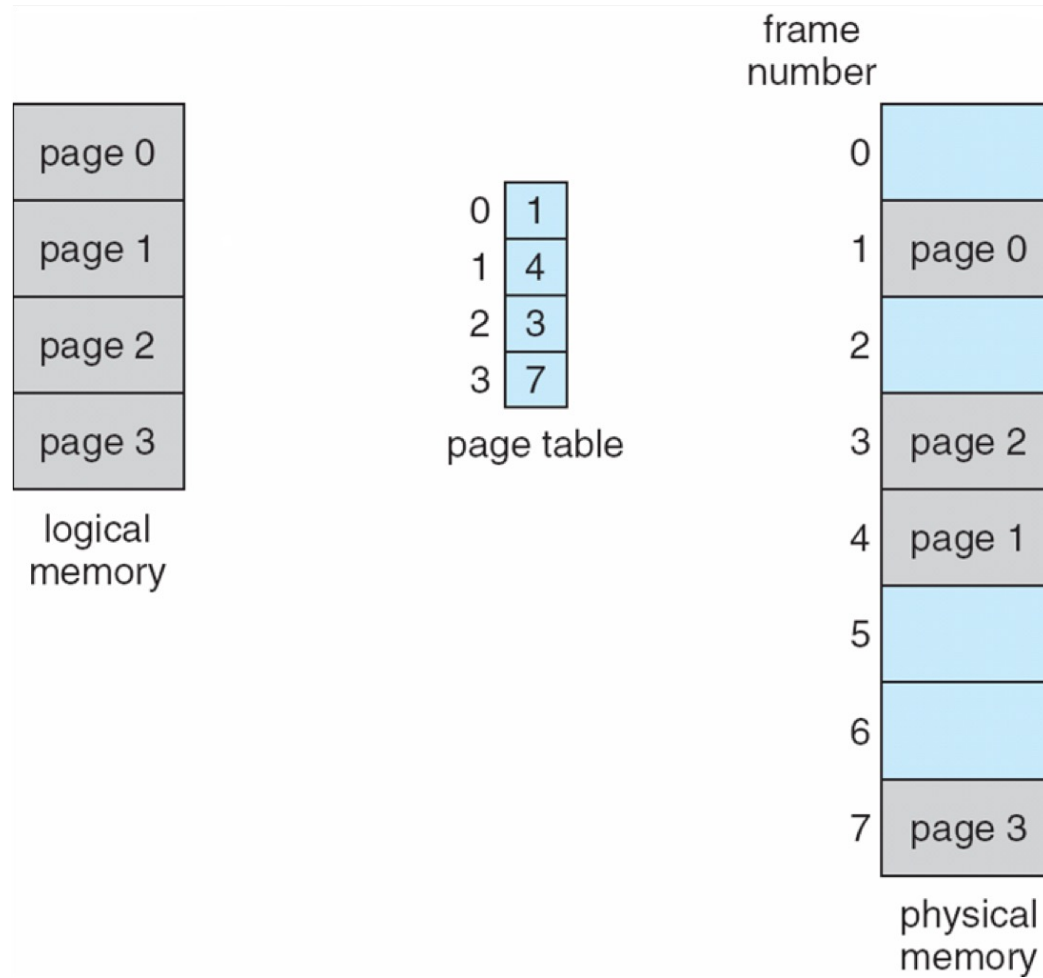 frame
number
page 0
page 1
page 2
page 3
logical
memory
0 1
1 4
2 3
3 7
page table
0
1 page 0
2
3 page 2
4 page 1
5
6
7 page 3
physical
memory